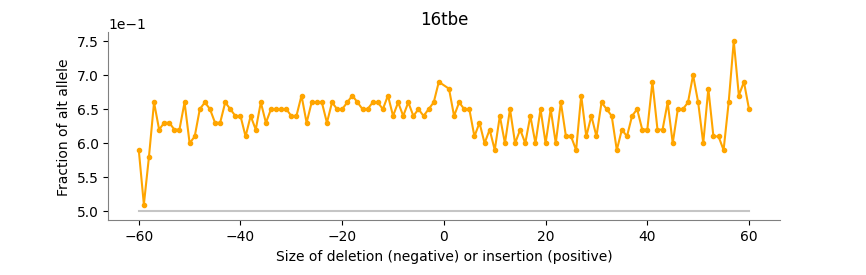 16tbe
1e−1
7.5
7.0
6.5
6.0
5.5
5.0
Fraction of alt allele
−60 −40 −20 0 20 40 60
Size of deletion (negative) or insertion (positive)